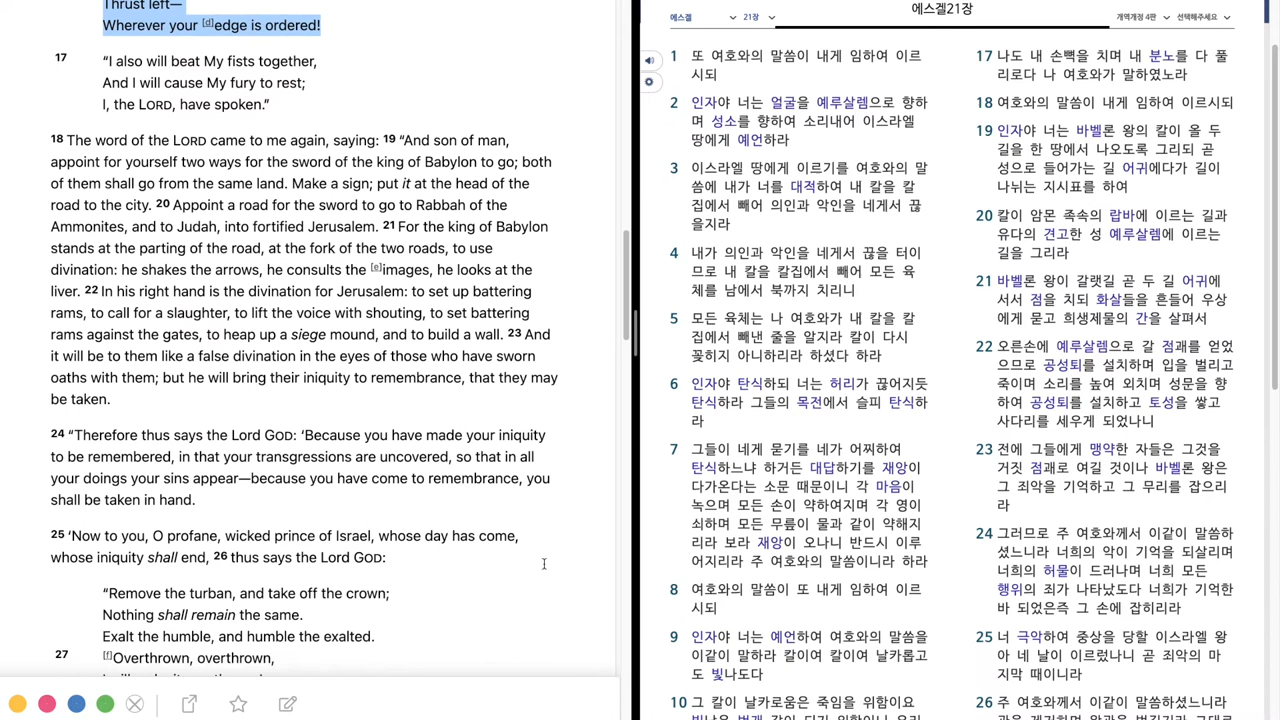 Thrust left—
Wherever your [d]edge is ordered!
17 “I also will beat My fists together,
And I will cause My fury to rest;
I, the LORD, have spoken.”
18 The word of the LORD came to me again, saying: 19 “And son of man,
appoint for yourself two ways for the sword of the king of Babylon to go; both
of them shall go from the same land. Make a sign; put it at the head of the
road to the city. 20 Appoint a road for the sword to go to Rabbah of the
Ammonites, and to Judah, into fortified Jerusalem. 21 For the king of Babylon
stands at the parting of the road, at the fork of the two roads, to use
divination: he shakes the arrows, he consults the [e]images, he looks at the
liver. 22 In his right hand is the divination for Jerusalem: to set up battering
rams, to call for a slaughter, to lift the voice with shouting, to set battering
rams against the gates, to heap up a siege mound, and to build a wall. 23 And
it will be to them like a false divination in the eyes of those who have sworn
oaths with them; but he will bring their iniquity to remembrance, that they may
be taken.
24 “Therefore thus says the Lord GOD: ‘Because you have made your iniquity
to be remembered, in that your transgressions are uncovered, so that in all
your doings your sins appear—because you have come to remembrance, you
shall be taken in hand.
25 ‘Now to you, O profane, wicked prince of Israel, whose day has come,
whose iniquity shall end, 26 thus says the Lord GOD:
“Remove the turban, and take off the crown;
Nothing shall remain the same.
Exalt the humble, and humble the exalted.
27 [f]Overthrown, overthrown,
에스겔 21장 에스겔21장 개역개정 4판 선택해주세요
1 또 여호와의 말씀이 내게 임하여 이르
시되
2 인자야 너는 얼굴을 예루살렘으로 향하
며 성소를 향하여 소리내어 이스라엘
땅에게 예언하라
3 이스라엘 땅에게 이르기를 여호와의 말
씀에 내가 너를 대적하여 내 칼을 칼
집에서 빼어 의인과 악인을 네게서 끊
을지라
4 내가 의인과 악인을 네게서 끊을 터이
므로 내 칼을 칼집에서 빼어 모든 육
체를 남에서 북까지 치리니
5 모든 육체는 나 여호와가 내 칼을 칼
집에서 빼낸 줄을 알지라 칼이 다시
꽂히지 아니하리라 하셨다 하라
6 인자야 탄식하되 너는 허리가 끊어지듯
탄식하라 그들의 목전에서 슬피 탄식하
라
7 그들이 네게 묻기를 네가 어찌하여
탄식하느냐 하거든 대답하기를 재앙이
다가온다는 소문 때문이니 각 마음이
녹으며 모든 손이 약하여지며 각 영이
쇠하며 모든 무릎이 물과 같이 약해지
리라 보라 재앙이 오나니 반드시 이루
어지리라 주 여호와의 말씀이니라 하라
8 여호와의 말씀이 또 내게 임하여 이르
시되
9 인자야 너는 예언하여 여호와의 말씀을
이같이 말하라 칼이여 칼이여 날카롭고
도 빛나도다
10 그 칼이 날카로움은 죽임을 위함이요
17 나도 내 손뼉을 치며 내 분노를 다 풀
리로다 나 여호와가 말하였노라
18 여호와의 말씀이 내게 임하여 이르시되
19 인자야 너는 바벨론 왕의 칼이 올 두
길을 한 땅에서 나오도록 그리되 곧
성으로 들어가는 길 어귀에다가 길이
나뉘는 지시표를 하여
20 칼이 암몬 족속의 랍바에 이르는 길과
유다의 견고한 성 예루살렘에 이르는
길을 그리라
21 바벨론 왕이 갈랫길 곧 두 길 어귀에
서서 점을 치되 화살들을 흔들어 우상
에게 묻고 희생제물의 간을 살펴서
22 오른손에 예루살렘으로 갈 점괘를 얻었
으므로 공성퇴를 설치하며 입을 벌리고
죽이며 소리를 높여 외치며 성문을 향
하여 공성퇴를 설치하고 토성을 쌓고
사다리를 세우게 되었나니
23 전에 그들에게 맹약한 자들은 그것을
거짓 점괘로 여길 것이나 바벨론 왕은
그 죄악을 기억하고 그 무리를 잡으리
라
24 그러므로 주 여호와께서 이같이 말씀하
셨느니라 너희의 악이 기억을 되살리며
너희의 허물이 드러나며 너희 모든
행위의 죄가 나타났도다 너희가 기억한
바 되었은즉 그 손에 잡히리라
25 너 극악하여 중상을 당할 이스라엘 왕
아 네 날이 이르렀나니 곧 죄악의 마
지막 때이니라
26 주 여호와께서 이같이 말씀하셨느니라